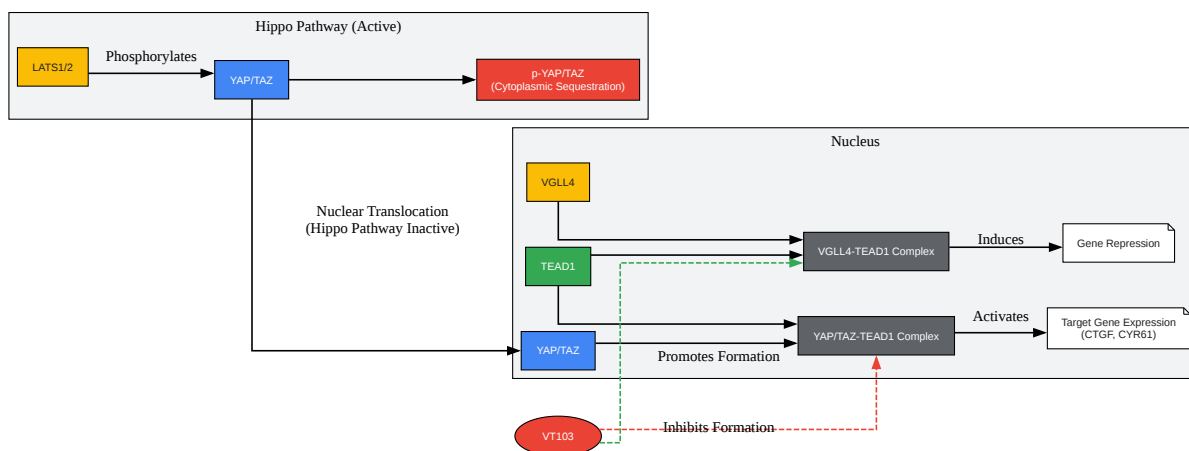 Hippo Pathway (Active)
LATS1/2
Phosphorylates
YAP/TAZ
p-YAP/TAZ
(Cytoplasmic Sequestration)
Nuclear Translocation
(Hippo Pathway Inactive)
Nucleus
VGLL4
TEAD1
YAP/TAZ
Promotes Formation
VGLL4-TEAD1 Complex
Induces
Gene Repression
YAP/TAZ-TEAD1 Complex
Activates
Target Gene Expression
(CTGF, CYR61)
VT103
Inhibits Formation